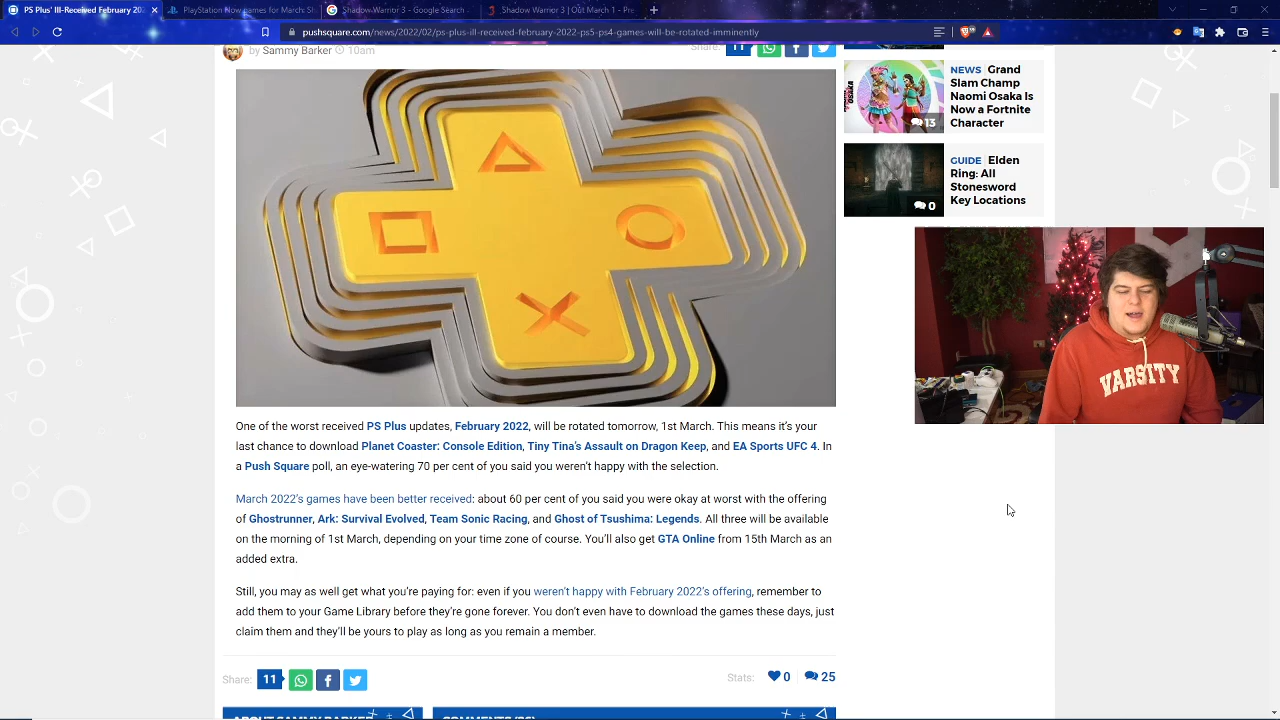 PS Plus' Ill-Received February 202
PlayStation Now games for March: Sh
Shadow Warrior 3 - Google Search
Shadow Warrior 3 | Out March 1 - Pre
pushsquare.com/news/2022/02/ps-plus-ill-received-february-2022-ps5-ps4-games-will-be-rotated-imminently
by Sammy Barker 10am
Share: 11
NEWS Grand
Slam Champ
Naomi Osaka Is
Now a Fortnite
Character
13
GUIDE Elden
Ring: All
Stonesword
Key Locations
0
VARSITY
One of the worst received PS Plus updates, February 2022, will be rotated tomorrow, 1st March. This means it's your
last chance to download Planet Coaster: Console Edition, Tiny Tina's Assault on Dragon Keep, and EA Sports UFC 4. In
a Push Square poll, an eye-watering 70 per cent of you said you weren't happy with the selection.
March 2022's games have been better received: about 60 per cent of you said you were okay at worst with the offering
of Ghostrunner, Ark: Survival Evolved, Team Sonic Racing, and Ghost of Tsushima: Legends. All three will be available
on the morning of 1st March, depending on your time zone of course. You'll also get GTA Online from 15th March as an
added extra.
Still, you may as well get what you're paying for: even if you weren't happy with February 2022's offering, remember to
add them to your Game Library before they're gone forever. You don't even have to download the games these days, just
claim them and they'll be yours to play as long as you remain a member.
Share: 11
Stats: 0 25
ABOUT SAMMY BARKER